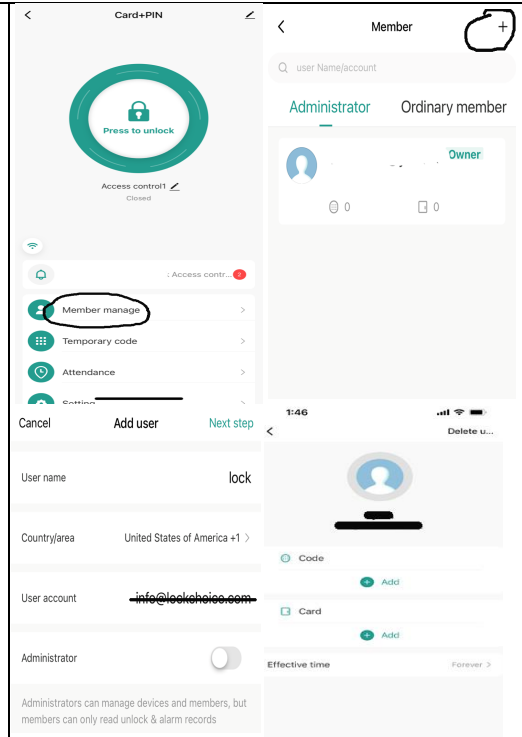 Card+PIN
Press to unlock
Access control1
Closed
: Access contr... 2
Member manage
Temporary code
Attendance
Setting
Member
user Name/account
Administrator Ordinary member
Owner
0 0
Cancel Add user Next step
User name lock
Country/area United States of America +1
User account info@lockchoice.com
Administrator
Administrators can manage devices and members, but
members can only read unlock & alarm records
1:46
Delete u...
Code
Add
Card
Add
Effective time Forever